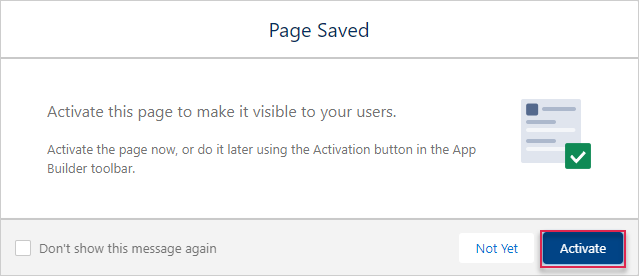 Page Saved
Activate this page to make it visible to your users.
Activate the page now, or do it later using the Activation button in the App
Builder toolbar.
Don't show this message again
Not Yet
Activate